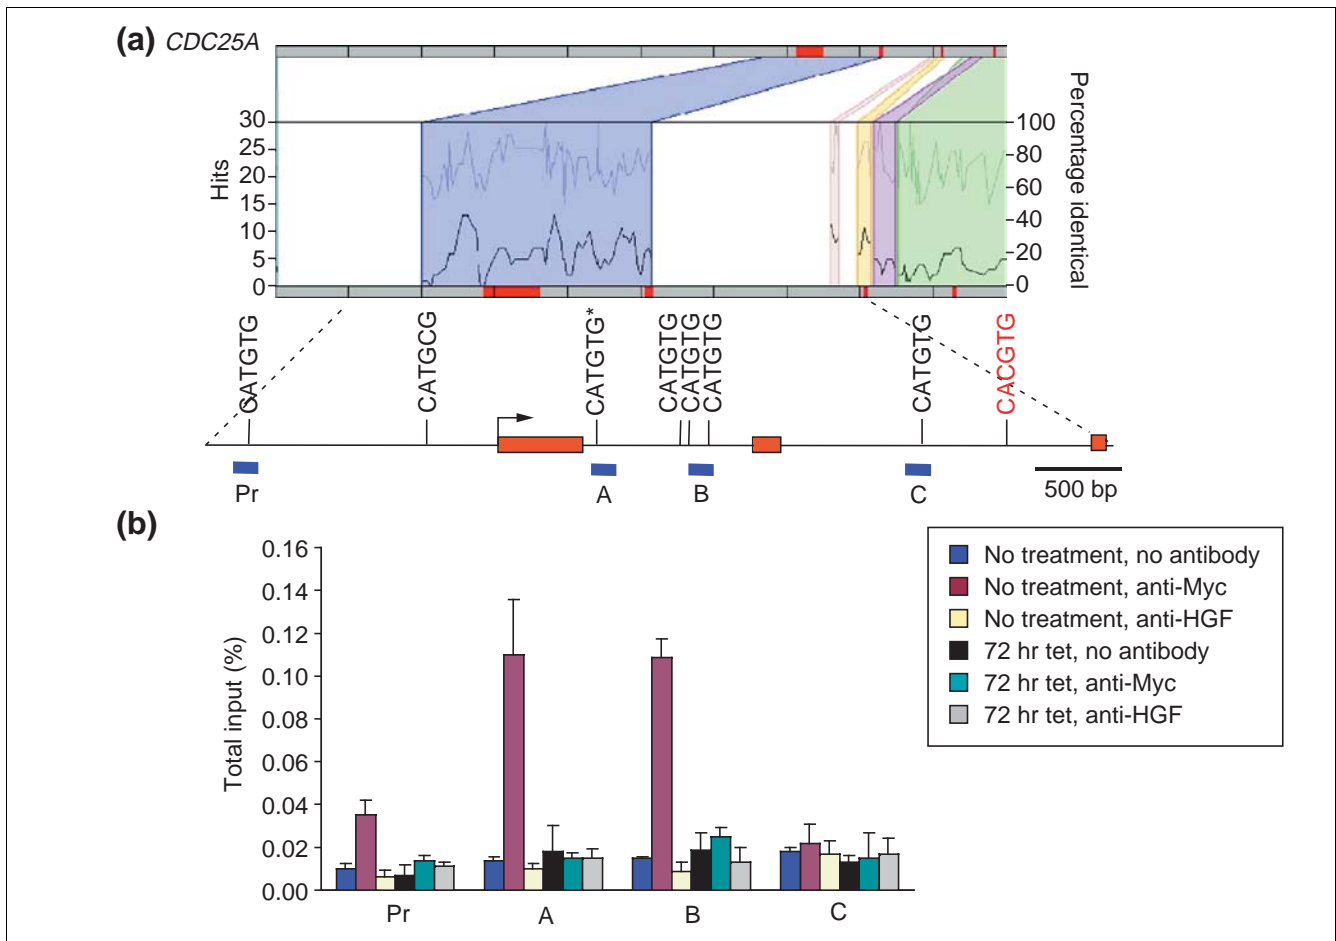 (a) CDC25A
30
25
20
15
10
5
0
Hits
100
80
60
40
20
0
Percentage identical
CATGTG
CATGCG
CATGTG*
CATGTG
CATGTG
CATGTG
CATGTG
CACGTG
Pr
A
B
C
500 bp
(b)
0.16
0.14
0.12
0.10
0.08
0.06
0.04
0.02
0.00
Total input (%)
Pr
A
B
C
No treatment, no antibody
No treatment, anti-Myc
No treatment, anti-HGF
72 hr tet, no antibody
72 hr tet, anti-Myc
72 hr tet, anti-HGF